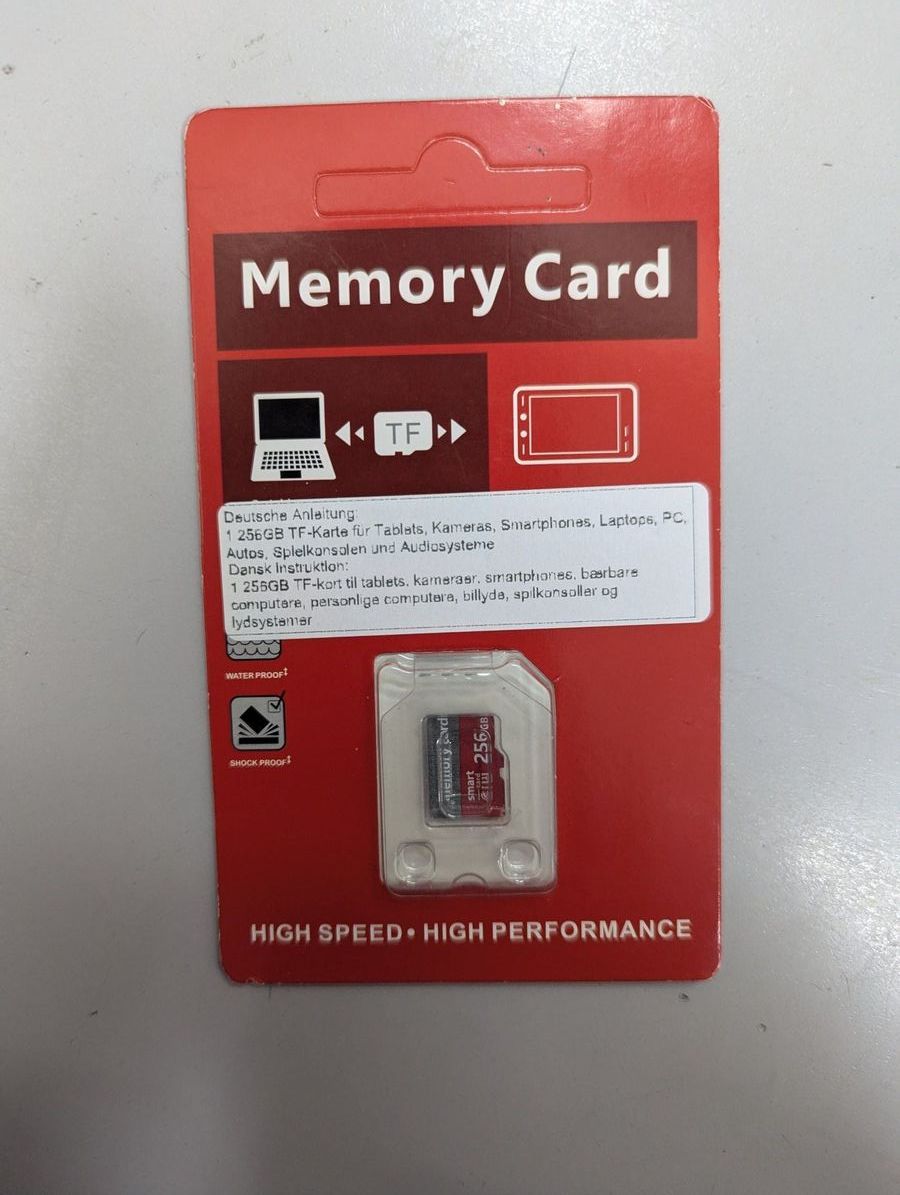 Memory Card
TF
Deutsche Anleitung:
1 256GB TF-Karte für Tablets, Kameras, Smartphones, Laptops, PC,
Autos, Spielkonsolen und Audiosysteme
Dansk Instruktion:
1 256GB TF-kort til tablets, kameraer, smartphones, bærbare
computere, personlige computere, billyde, spilkonsoller og
lydsystemer
WATER PROOF‡
SHOCK PROOF‡
memory card
smart
card
256GB
HIGH SPEED • HIGH PERFORMANCE